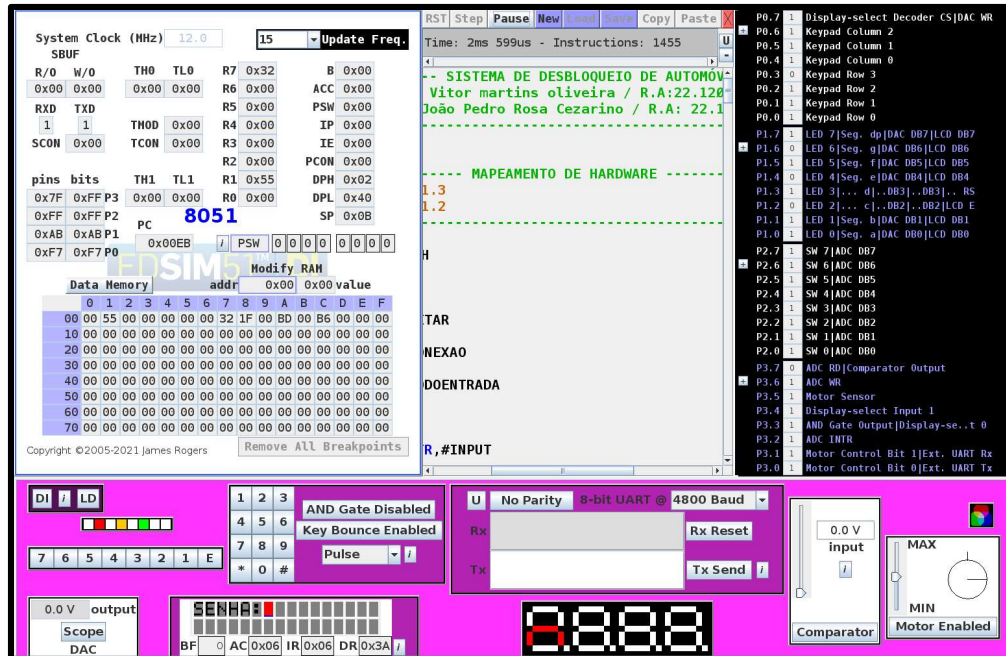 RST Step Pause New Load Save Copy Paste X
System Clock (MHz) 12.0 15 Update Freq.
Time: 2ms 599us - Instructions: 1455 U
-
SBUF
R/O W/O TH0 TL0 R7 0x32 B 0x00
0x00 0x00 0x00 0x00 R6 0x00 ACC 0x00
RXD TXD R5 0x00 PSW 0x00
1 1 TMOD 0x00 R4 0x00 IP 0x00
SCON 0x00 TCON 0x00 R3 0x00 IE 0x00
R2 0x00 PCON 0x00
pins bits TH1 TL1 R1 0x55 DPH 0x02
0x7F 0xFF P3 0x00 0x00 R0 0x00 DPL 0x40
0xFF 0xFF P2 8051 SP 0x0B
0xAB 0xAB P1 PC
0xF7 0xF7 P0 0x00EB i PSW 0 0 0 0 0 0 0 0
EDSIM51™ DI
Modify RAM
Data Memory addr 0x00 0x00 value
0 1 2 3 4 5 6 7 8 9 A B C D E F
00 00 55 00 00 00 00 00 32 1F 00 BD 00 B6 00 00 00
10 00 00 00 00 00 00 00 00 00 00 00 00 00 00 00 00
20 00 00 00 00 00 00 00 00 00 00 00 00 00 00 00 00
30 00 00 00 00 00 00 00 00 00 00 00 00 00 00 00 00
40 00 00 00 00 00 00 00 00 00 00 00 00 00 00 00 00
50 00 00 00 00 00 00 00 00 00 00 00 00 00 00 00 00
60 00 00 00 00 00 00 00 00 00 00 00 00 00 00 00 00
70 00 00 00 00 00 00 00 00 00 00 00 00 00 00 00 00
Copyright ©2005-2021 James Rogers Remove All Breakpoints
-- SISTEMA DE DESBLOQUEIO DE AUTOMÓV
Vitor martins oliveira / R.A:22.120
João Pedro Rosa Cezarino / R.A: 22.1
------ MAPEAMENTO DE HARDWARE -------
1.3
1.2
H
TAR
NEXAO
DOENTRADA
R,#INPUT
P0.7 1 Display-select Decoder CS|DAC WR
P0.6 1 Keypad Column 2
P0.5 1 Keypad Column 1
P0.4 1 Keypad Column 0
P0.3 0 Keypad Row 3
P0.2 1 Keypad Row 2
P0.1 1 Keypad Row 1
P0.0 1 Keypad Row 0
P1.7 1 LED 7|Seg. dp|DAC DB7|LCD DB7
P1.6 0 LED 6|Seg. g|DAC DB6|LCD DB6
P1.5 1 LED 5|Seg. f|DAC DB5|LCD DB5
P1.4 0 LED 4|Seg. e|DAC DB4|LCD DB4
P1.3 1 LED 3|... d|..DB3|..DB3|.. RS
P1.2 0 LED 2|... c|..DB2|..DB2|LCD E
P1.1 1 LED 1|Seg. b|DAC DB1|LCD DB1
P1.0 1 LED 0|Seg. a|DAC DB0|LCD DB0
P2.7 1 SW 7|ADC DB7
P2.6 1 SW 6|ADC DB6
P2.5 1 SW 5|ADC DB5
P2.4 1 SW 4|ADC DB4
P2.3 1 SW 3|ADC DB3
P2.2 1 SW 2|ADC DB2
P2.1 1 SW 1|ADC DB1
P2.0 1 SW 0|ADC DB0
P3.7 0 ADC RD|Comparator Output
P3.6 1 ADC WR
P3.5 1 Motor Sensor
P3.4 1 Display-select Input 1
P3.3 1 AND Gate Output|Display-se..t 0
P3.2 1 ADC INTR
P3.1 1 Motor Control Bit 1|Ext. UART Rx
P3.0 1 Motor Control Bit 0|Ext. UART Tx
DI i LD
7 6 5 4 3 2 1 E
1 2 3
4 5 6
7 8 9
* 0 #
AND Gate Disabled
Key Bounce Enabled
Pulse i
U No Parity 8-bit UART @ 4800 Baud
Rx Rx Reset
Tx Tx Send i
0.0 V
input
i
Comparator
MAX
MIN
Motor Enabled
0.0 V output
Scope
DAC
SENHA:
BF 0 AC 0x06 IR 0x06 DR 0x3A i